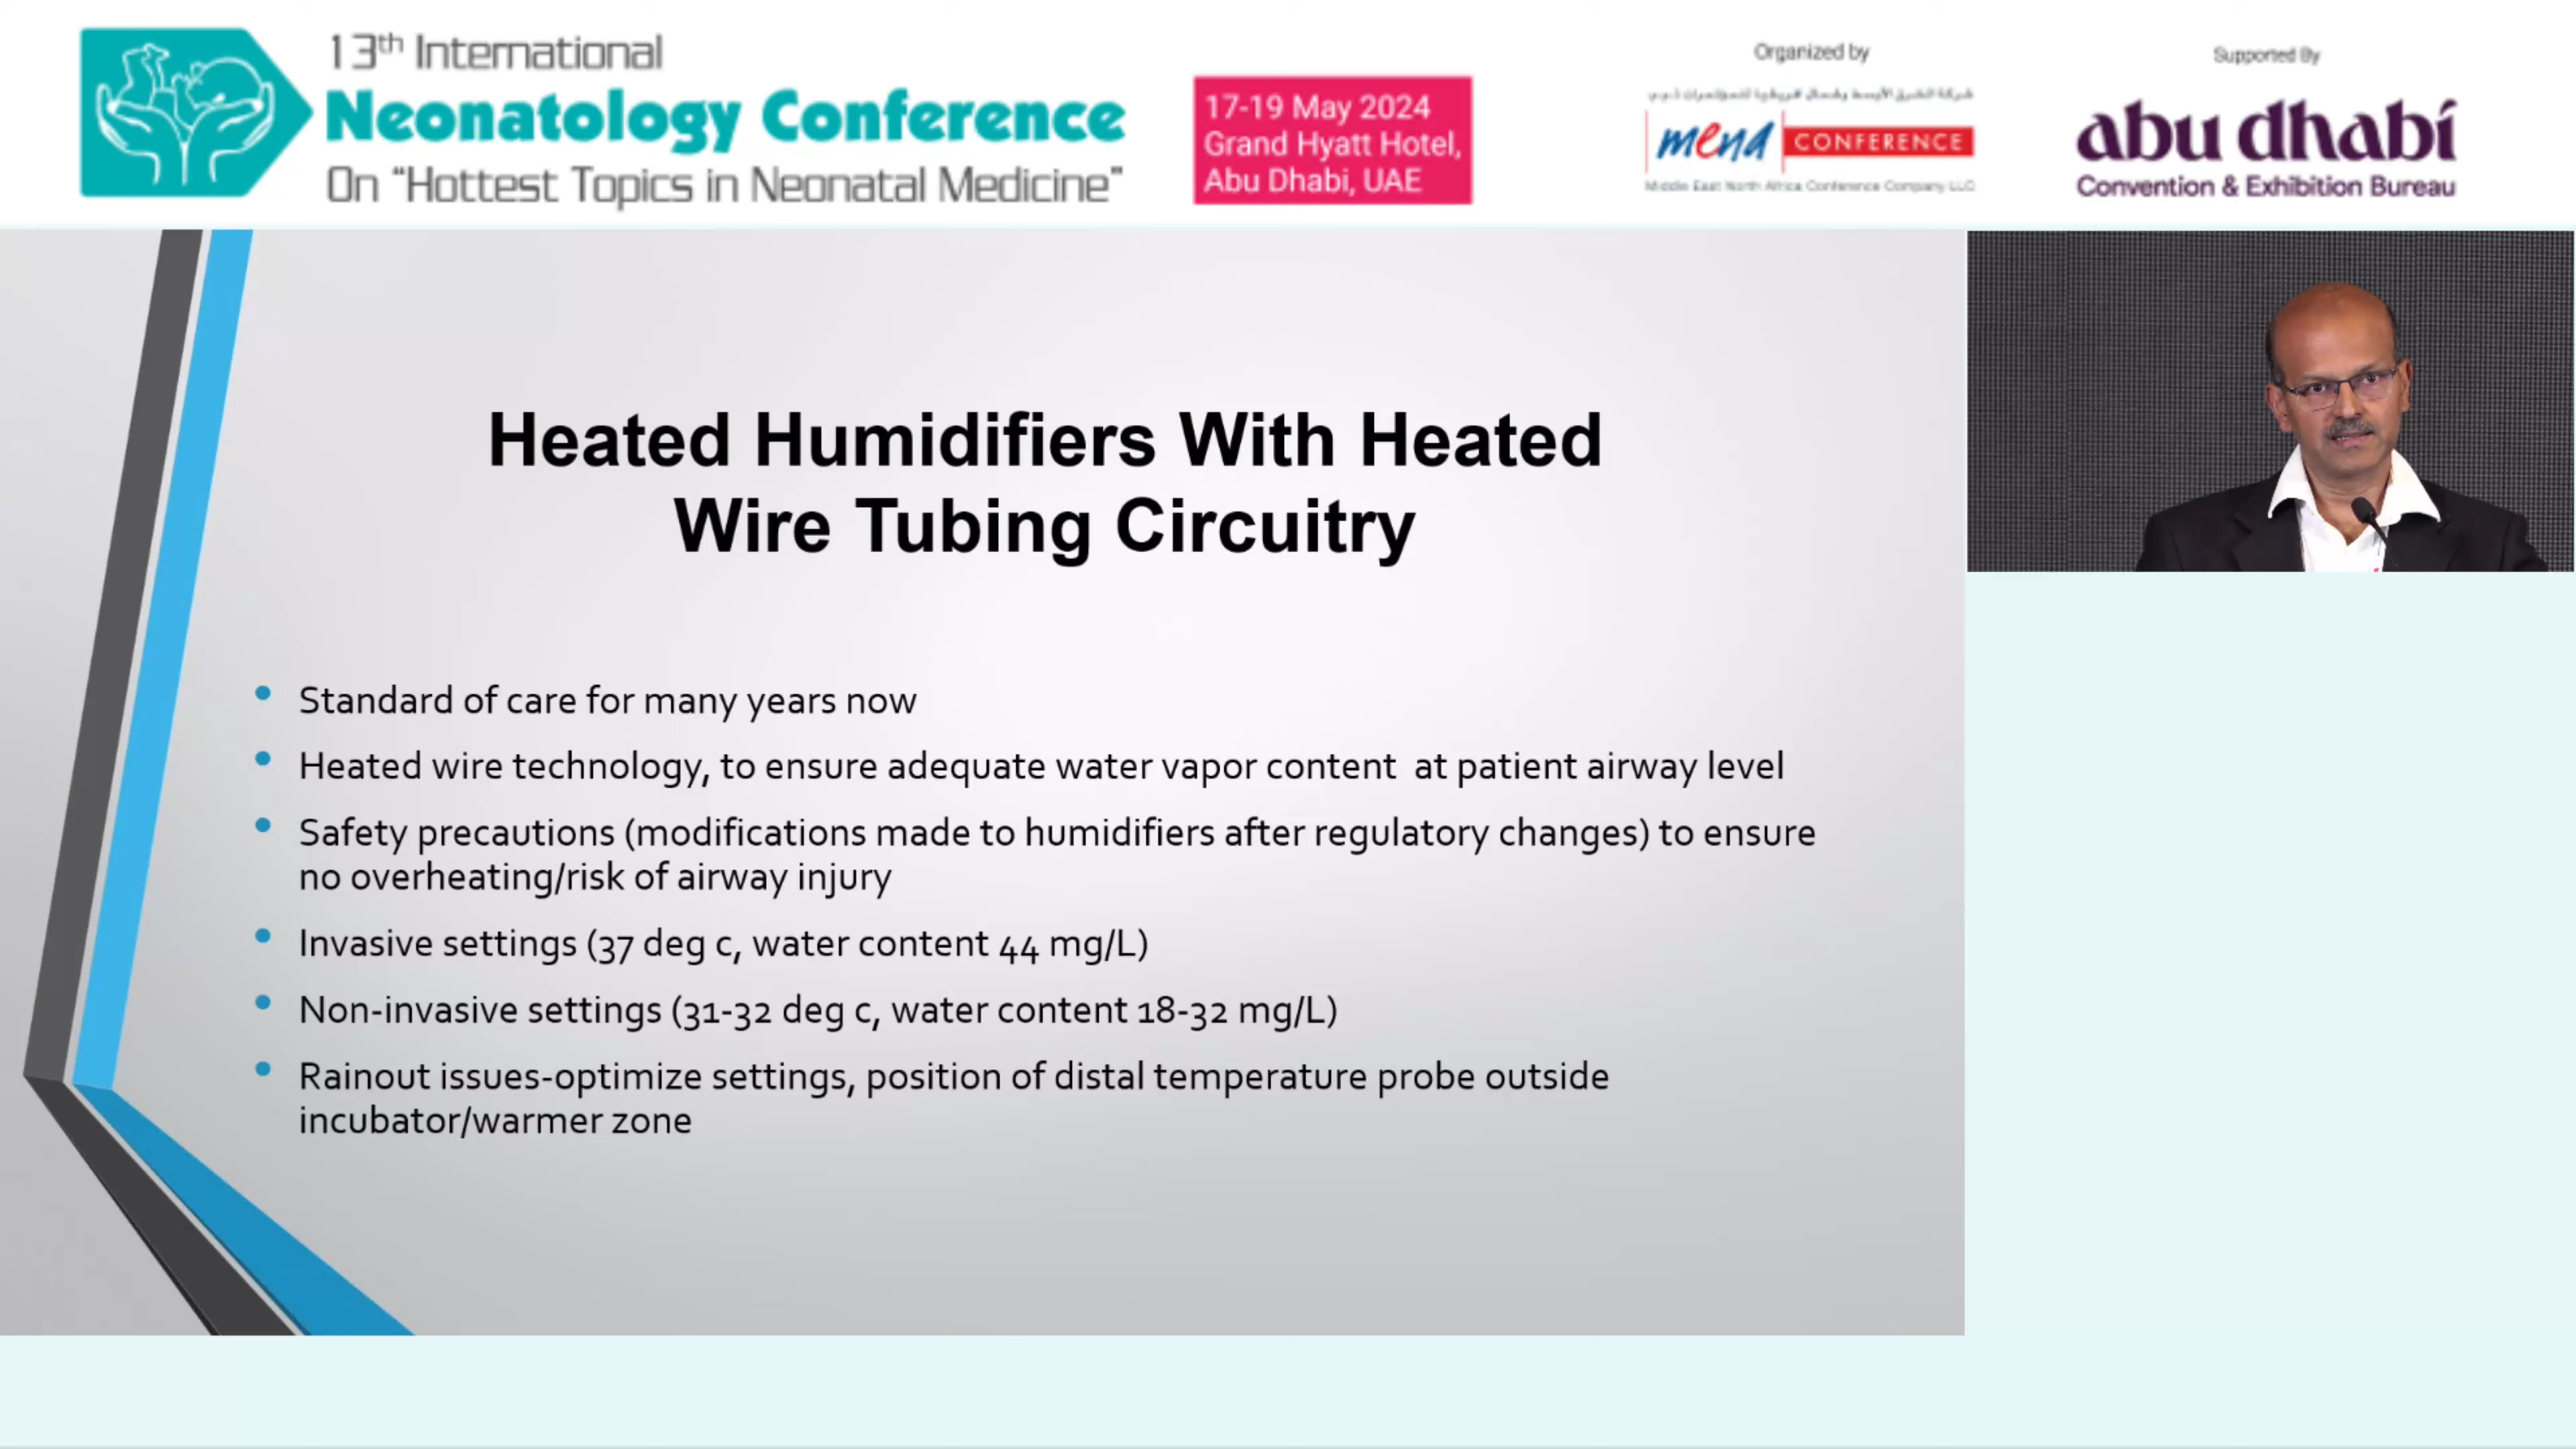 13th International
Neonatology Conference
On "Hottest Topics in Neonatal Medicine"
17-19 May 2024
Grand Hyatt Hotel,
Abu Dhabi, UAE
Organized by
mena CONFERENCE
Middle East North Africa Conference Company LLC
Supported By
abu dhabi
Convention & Exhibition Bureau
Heated Humidifiers With Heated
Wire Tubing Circuitry
• Standard of care for many years now
• Heated wire technology, to ensure adequate water vapor content at patient airway level
• Safety precautions (modifications made to humidifiers after regulatory changes) to ensure
no overheating/risk of airway injury
• Invasive settings (37 deg c, water content 44 mg/L)
• Non-invasive settings (31-32 deg c, water content 18-32 mg/L)
• Rainout issues-optimize settings, position of distal temperature probe outside
incubator/warmer zone